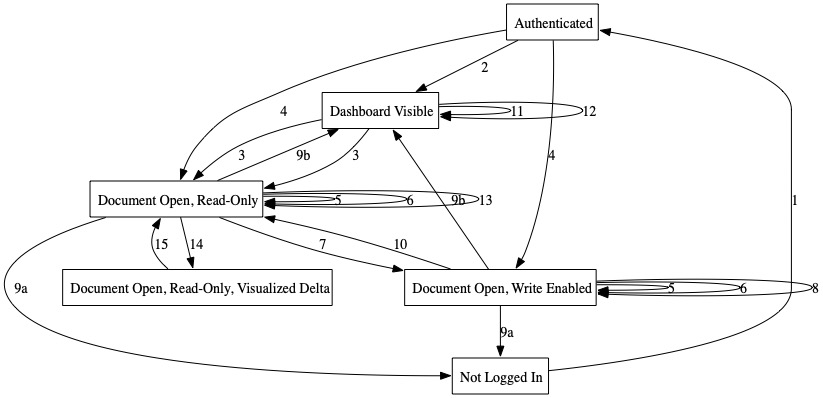 Authenticated
2
4
Dashboard Visible
11
12
3
9b
3
4
1
Document Open, Read-Only
5
6
9b
13
15
14
7
10
9a
Document Open, Read-Only, Visualized Delta
Document Open, Write Enabled
5
6
8
9a
Not Logged In